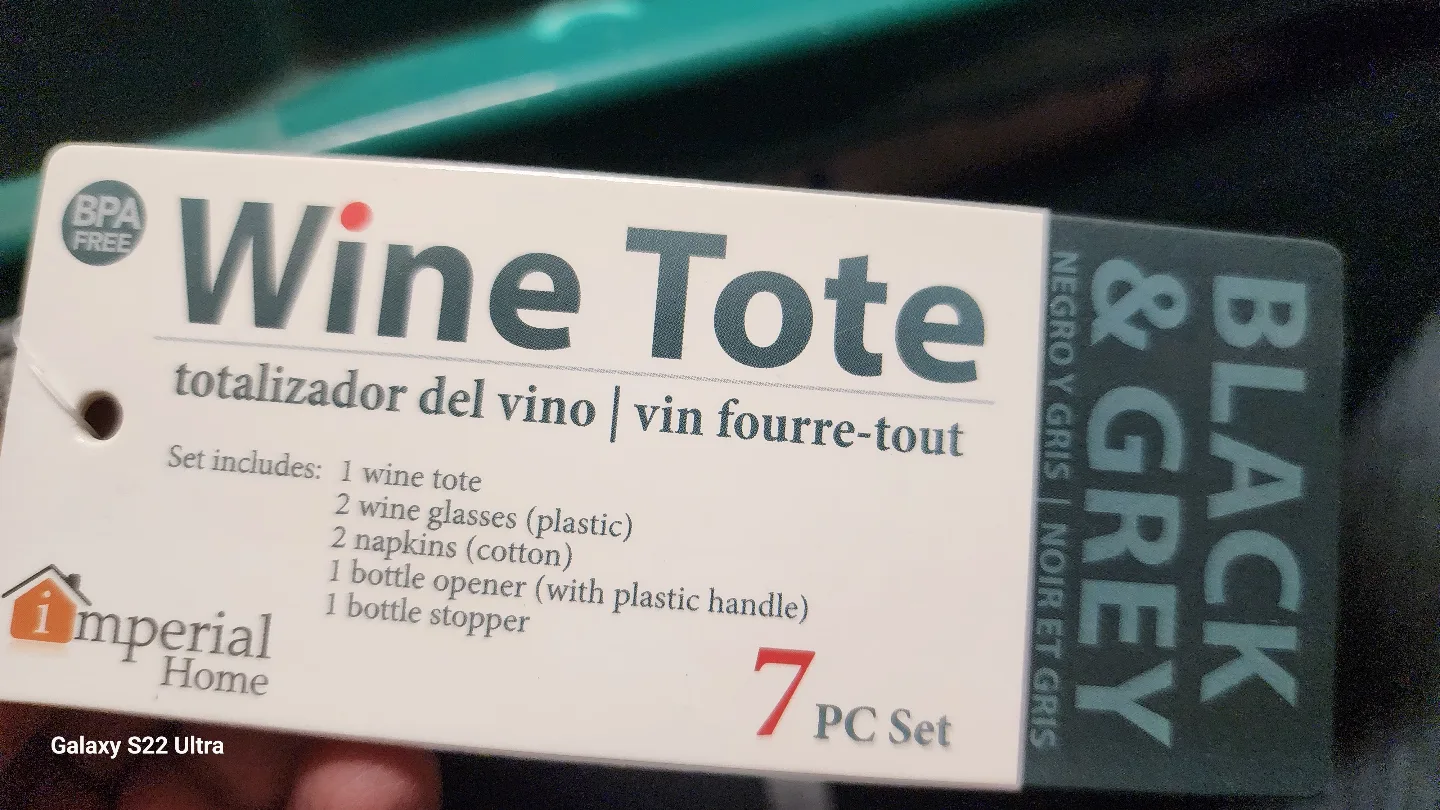 BPA
FREE
Wine Tote
totalizador del vino | vin fourre-tout
Set includes: 1 wine tote
2 wine glasses (plastic)
2 napkins (cotton)
1 bottle opener (with plastic handle)
1 bottle stopper
imperial
Home
7 PC Set
BLACK
& GREY
NEGRO Y GRIS | NOIR ET GRIS
Galaxy S22 Ultra